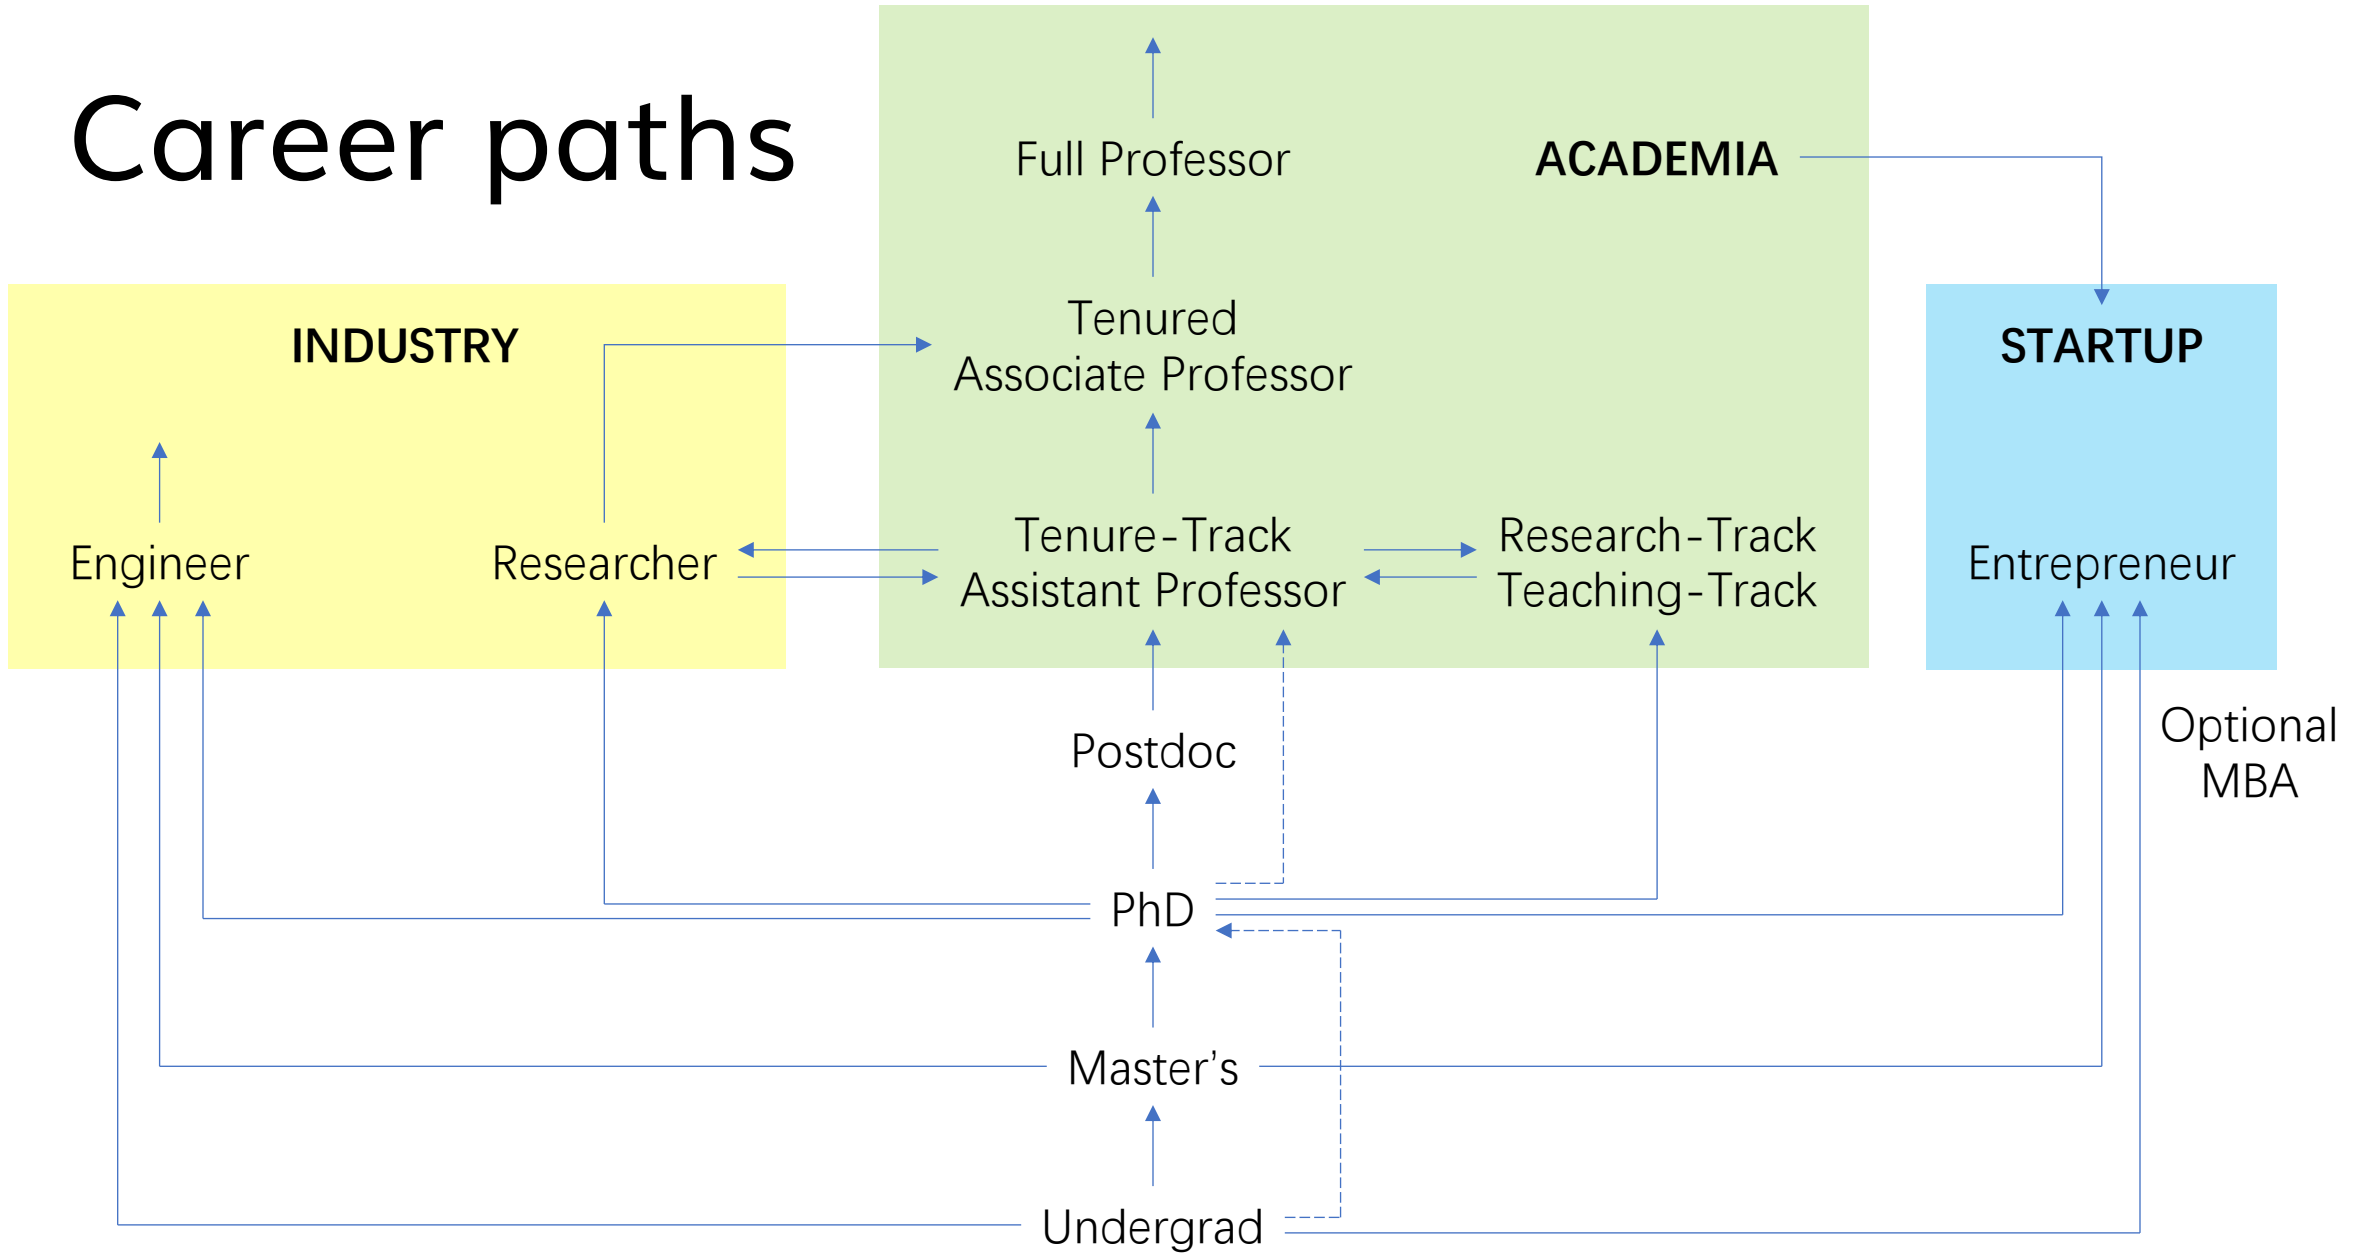 Career paths
Full Professor
ACADEMIA
Tenured
Associate Professor
INDUSTRY
STARTUP
Engineer
Researcher
Tenure-Track
Assistant Professor
Research-Track
Teaching-Track
Entrepreneur
Postdoc
Optional
MBA
PhD
Master's
Undergrad